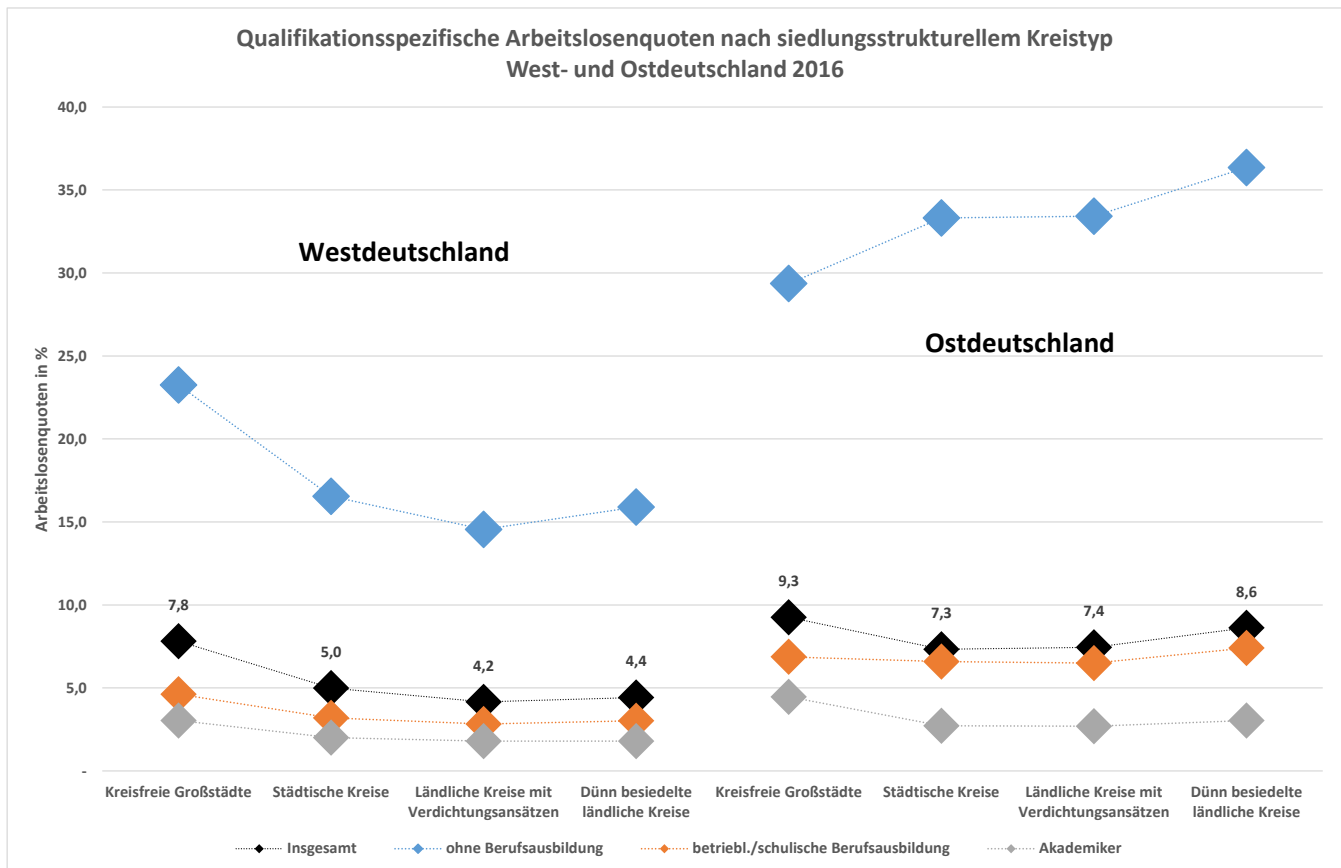 Qualifikationsspezifische Arbeitslosenquoten nach siedlungsstrukturellem Kreistyp
West- und Ostdeutschland 2016
Arbeitslosenquoten in %
40,0
35,0
30,0
25,0
20,0
15,0
10,0
5,0
-
Westdeutschland
Ostdeutschland
7,8
5,0
4,2
4,4
9,3
7,3
7,4
8,6
Kreisfreie Großstädte
Städtische Kreise
Ländliche Kreise mit
Verdichtungsansätzen
Dünn besiedelte
ländliche Kreise
Kreisfreie Großstädte
Städtische Kreise
Ländliche Kreise mit
Verdichtungsansätzen
Dünn besiedelte
ländliche Kreise
Insgesamt
ohne Berufsausbildung
betriebl./schulische Berufsausbildung
Akademiker